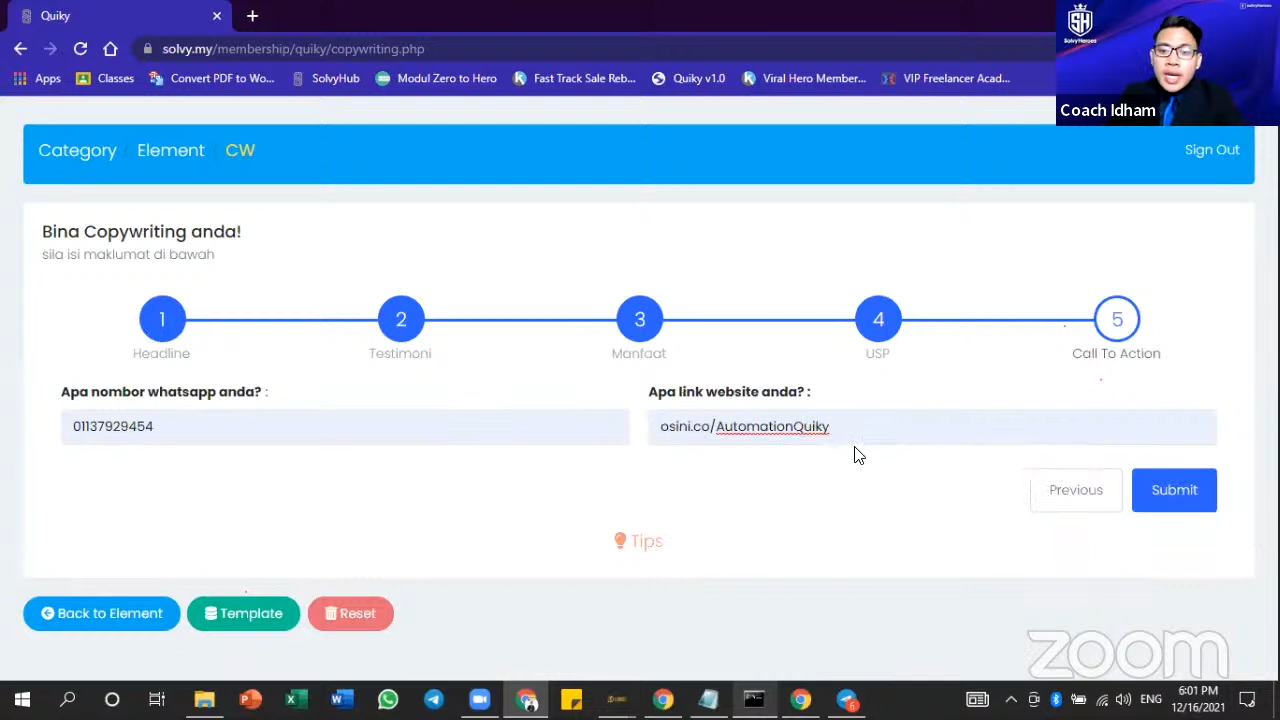 Quiky
solvy.my/membership/quiky/copywriting.php
Apps
Classes
Convert PDF to Wo...
SolvyHub
Modul Zero to Hero
Fast Track Sale Reb...
Quiky v1.0
Viral Hero Member...
VIP Freelancer Acad...
SH
SOLVYHEROES
Coach Idham
Category / Element / CW
Sign Out
Bina Copywriting anda!
sila isi maklumat di bawah
1
2
3
4
5
Headline
Testimoni
Manfaat
USP
Call To Action
Apa nombor whatsapp anda? :
Apa link website anda? :
01137929454
osini.co/AutomationQuiky
Previous
Submit
Tips
Back to Element
Template
Reset
zoom
ENG
6:01 PM
12/16/2021